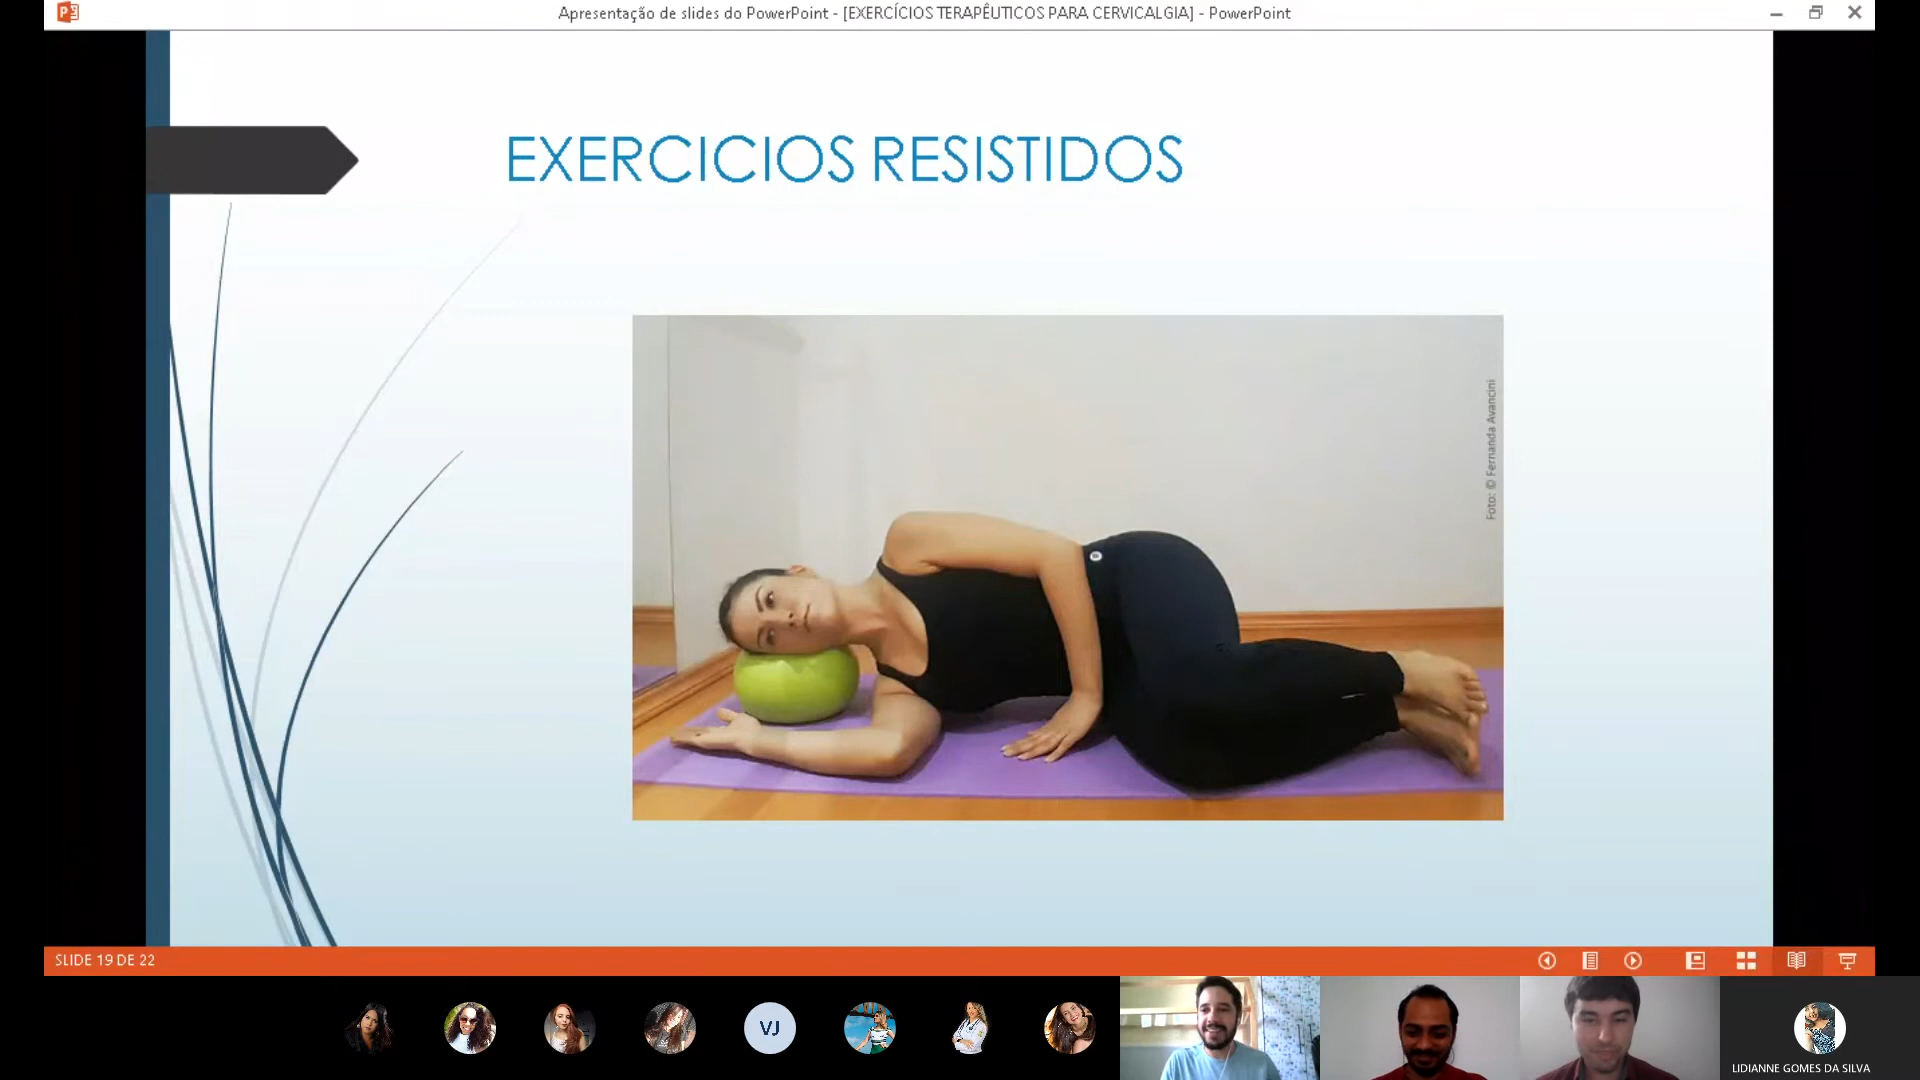 Apresentação de slides do PowerPoint - [EXERCÍCIOS TERAPÊUTICOS PARA CERVICALGIA] - PowerPoint
EXERCICIOS RESISTIDOS
Foto: © Fernanda Avancini
SLIDE 19 DE 22
VJ
LIDIANNE GOMES DA SILVA